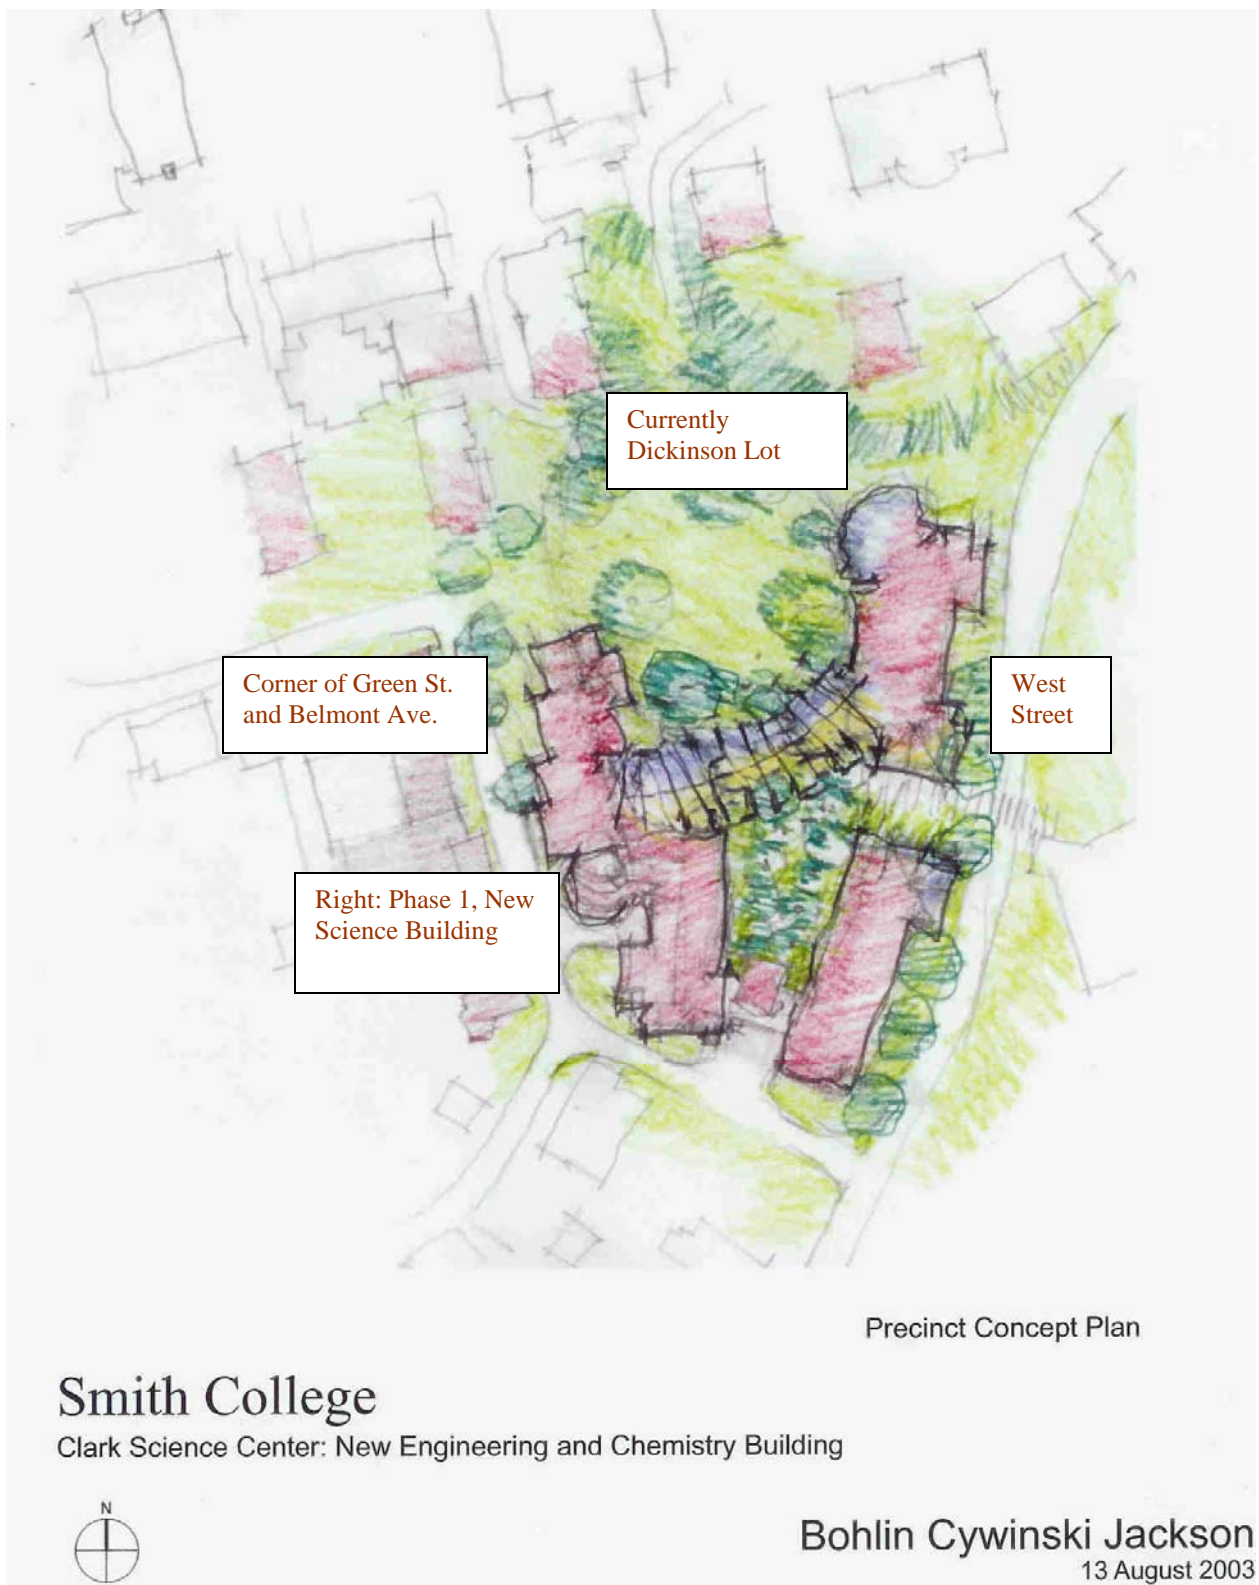 Currently
Dickinson Lot
Corner of Green St.
and Belmont Ave.
West
Street
Right: Phase 1, New
Science Building
Precinct Concept Plan
Smith College
Clark Science Center: New Engineering and Chemistry Building
N
Bohlin Cywinski Jackson
13 August 2003